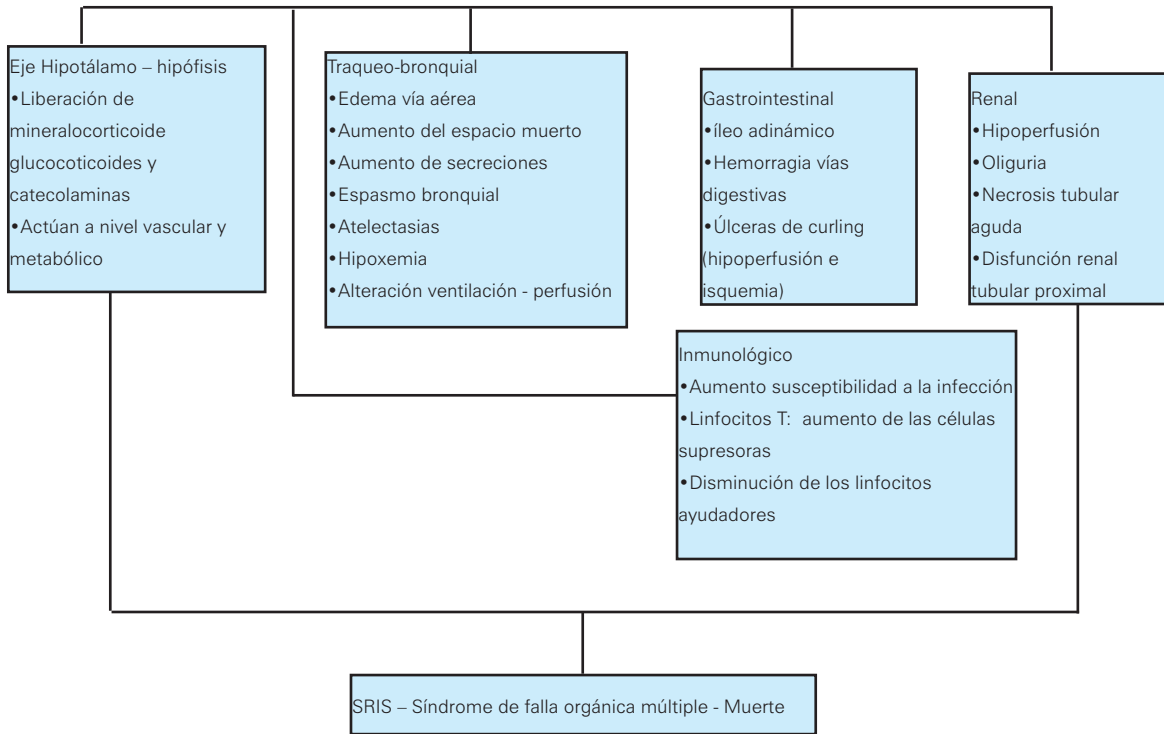 Eje Hipotálamo – hipófisis
•Liberación de
mineralocorticoide
glucocoticoides y
catecolaminas
•Actúan a nivel vascular y
metabólico
Traqueo-bronquial
•Edema vía aérea
•Aumento del espacio muerto
•Aumento de secreciones
•Espasmo bronquial
•Atelectasias
•Hipoxemia
•Alteración ventilación - perfusión
Gastrointestinal
•íleo adinámico
•Hemorragia vías
digestivas
•Úlceras de curling
(hipoperfusión e
isquemia)
Renal
•Hipoperfusión
•Oliguria
•Necrosis tubular
aguda
•Disfunción renal
tubular proximal
Inmunológico
•Aumento susceptibilidad a la infección
•Linfocitos T:  aumento de las células
supresoras
•Disminución de los linfocitos
ayudadores
SRIS – Síndrome de falla orgánica múltiple - Muerte